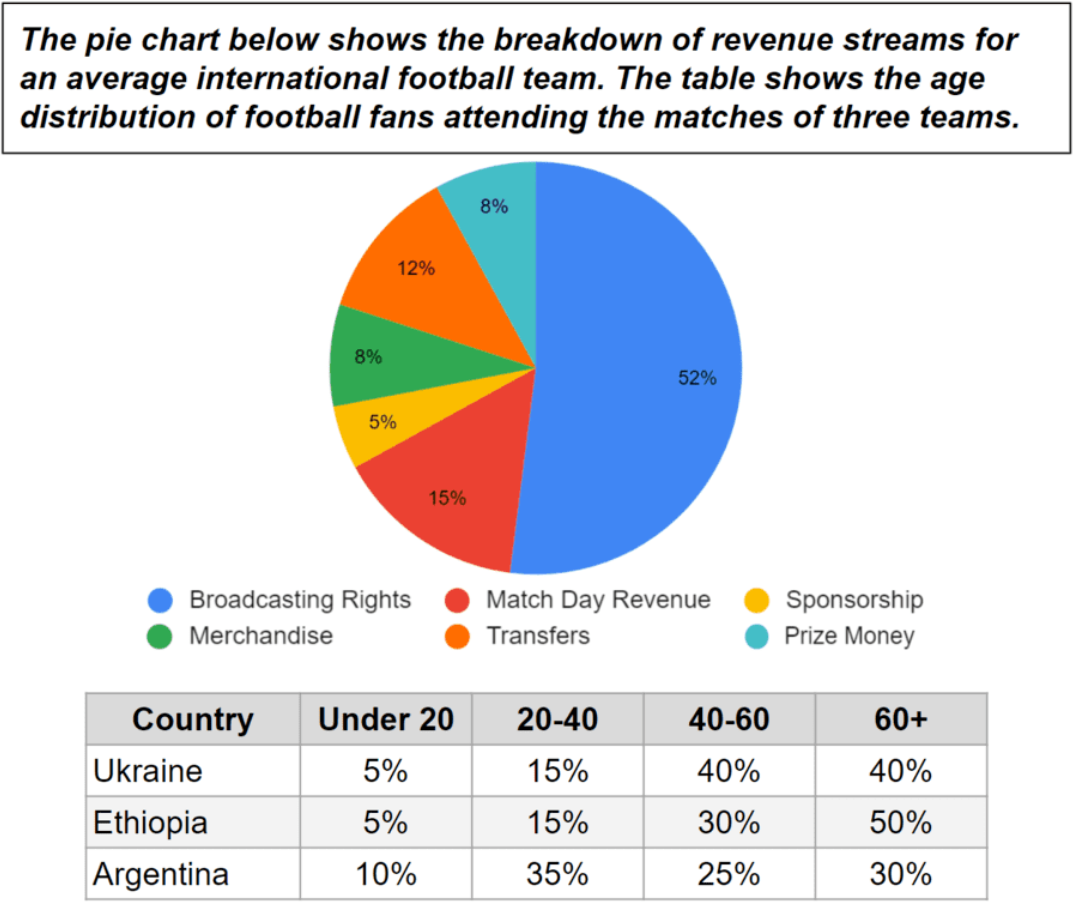 The pie chart below shows the breakdown of revenue streams for
an average international football team. The table shows the age
distribution of football fans attending the matches of three teams.
8%
12%
8%
52%
5%
15%
Broadcasting Rights Match Day Revenue Sponsorship
Merchandise Transfers Prize Money
Country Under 20 20-40 40-60 60+
Ukraine 5% 15% 40% 40%
Ethiopia 5% 15% 30% 50%
Argentina 10% 35% 25% 30%